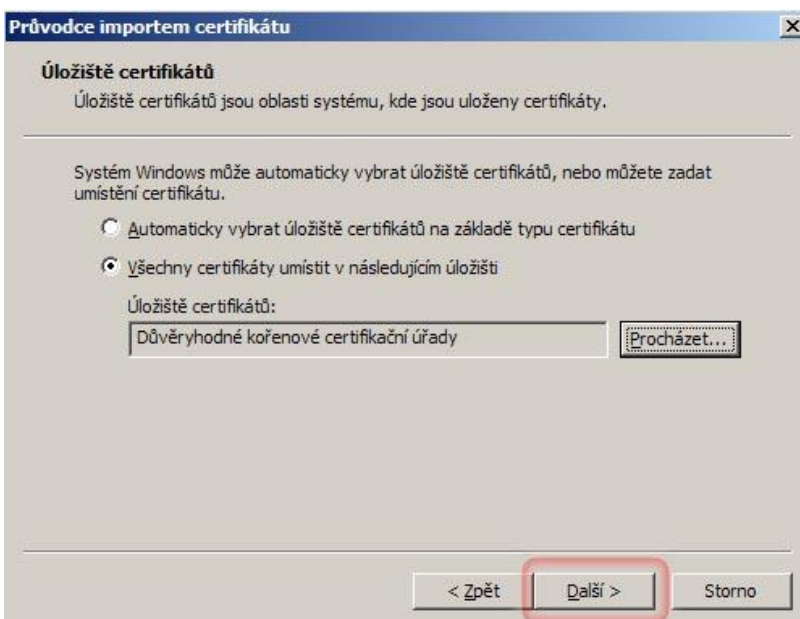 Průvodce importem certifikátu
Úložiště certifikátů
Úložiště certifikátů jsou oblasti systému, kde jsou uloženy certifikáty.
Systém Windows může automaticky vybrat úložiště certifikátů, nebo můžete zadat
umístění certifikátu.
Automaticky vybrat úložiště certifikátů na základě typu certifikátu
Všechny certifikáty umístit v následujícím úložišti
Úložiště certifikátů:
Důvěryhodné kořenové certifikační úřady
Procházet...
< Zpět
Další >
Storno